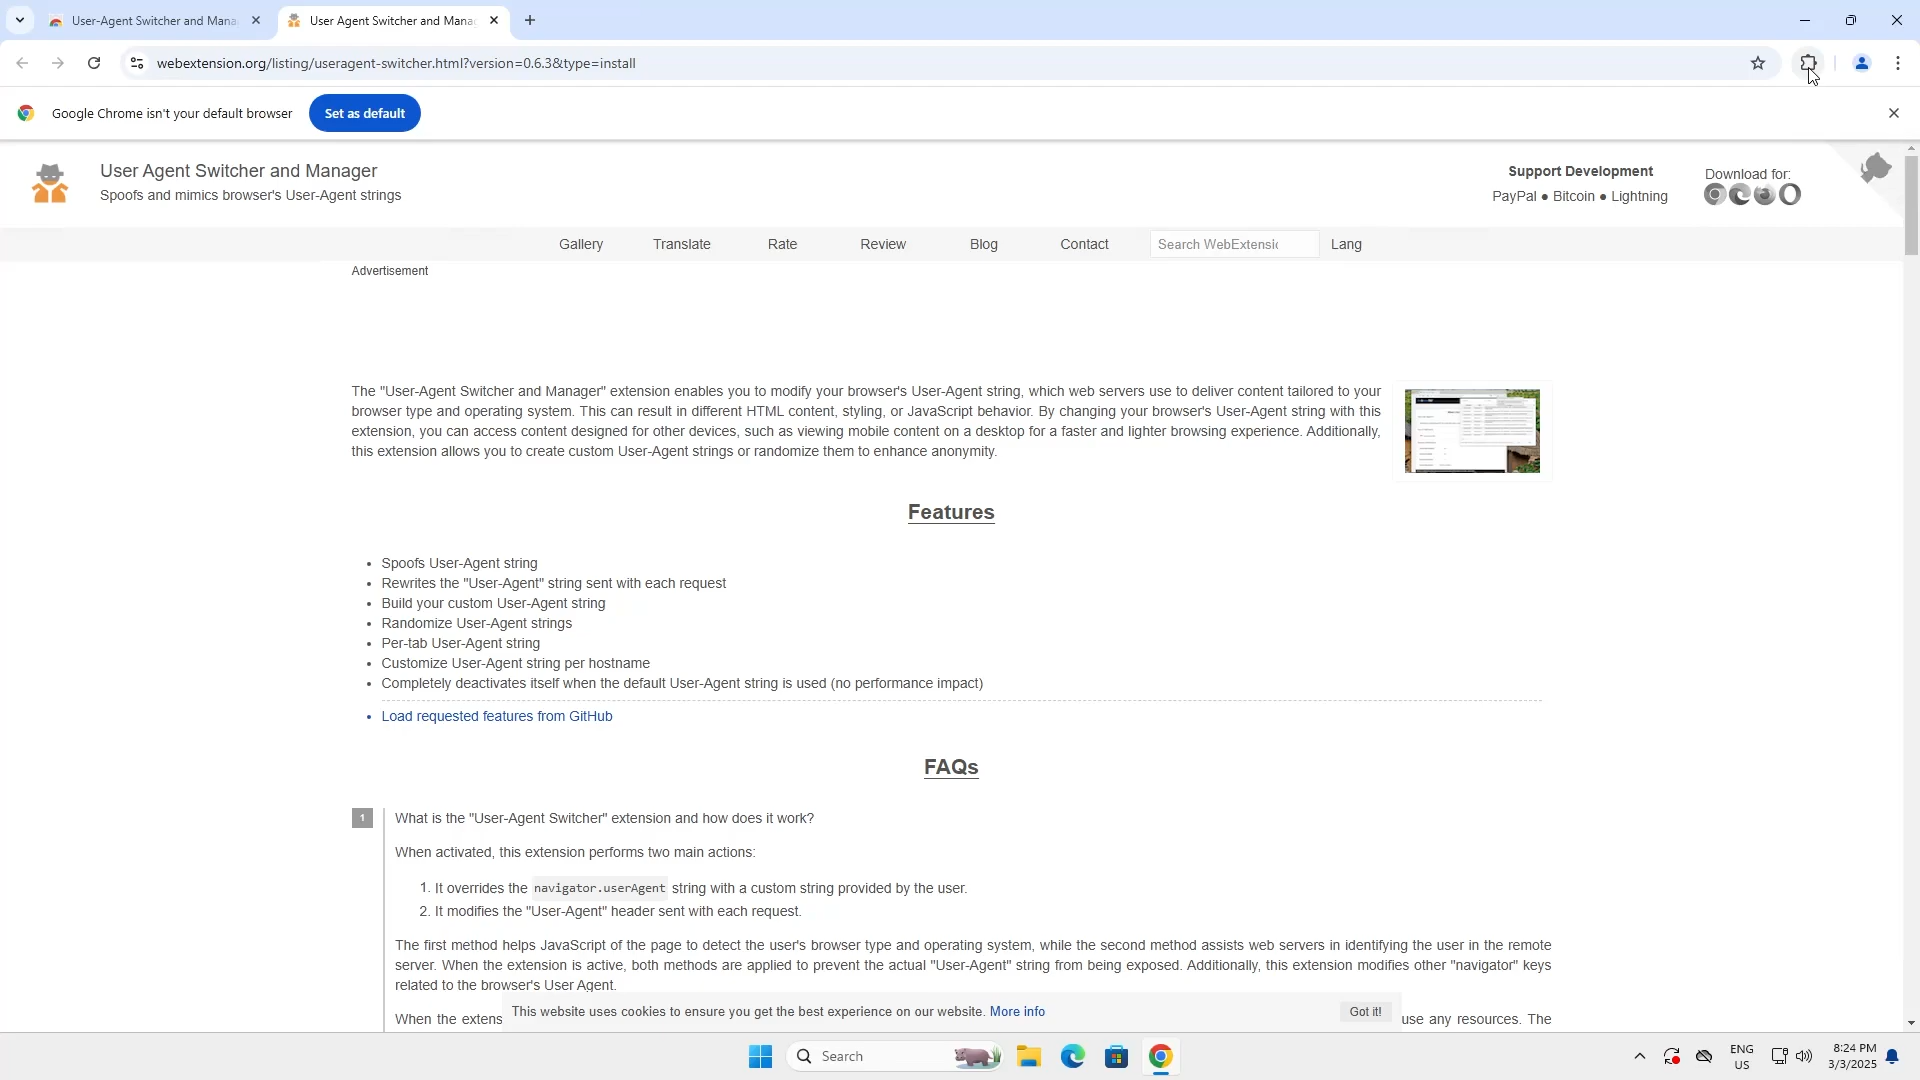 User-Agent Switcher and Mana
User Agent Switcher and Mana
webextension.org/listing/useragent-switcher.html?version=0.6.3&type=install
Google Chrome isn't your default browser
Set as default
User Agent Switcher and Manager
Spoofs and mimics browser's User-Agent strings
Support Development
PayPal ● Bitcoin ● Lightning
Download for:
Gallery
Translate
Rate
Review
Blog
Contact
Search WebExtensi
Lang
Advertisement
The "User-Agent Switcher and Manager" extension enables you to modify your browser's User-Agent string, which web servers use to deliver content tailored to your
browser type and operating system. This can result in different HTML content, styling, or JavaScript behavior. By changing your browser's User-Agent string with this
extension, you can access content designed for other devices, such as viewing mobile content on a desktop for a faster and lighter browsing experience. Additionally,
this extension allows you to create custom User-Agent strings or randomize them to enhance anonymity.
Features
• Spoofs User-Agent string
• Rewrites the "User-Agent" string sent with each request
• Build your custom User-Agent string
• Randomize User-Agent strings
• Per-tab User-Agent string
• Customize User-Agent string per hostname
• Completely deactivates itself when the default User-Agent string is used (no performance impact)
• Load requested features from GitHub
FAQs
1
What is the "User-Agent Switcher" extension and how does it work?
When activated, this extension performs two main actions:
1. It overrides the navigator.userAgent string with a custom string provided by the user.
2. It modifies the "User-Agent" header sent with each request.
The first method helps JavaScript of the page to detect the user's browser type and operating system, while the second method assists web servers in identifying the user in the remote
server. When the extension is active, both methods are applied to prevent the actual "User-Agent" string from being exposed. Additionally, this extension modifies other "navigator" keys
related to the browser's User Agent.
When the extens
use any resources. The
This website uses cookies to ensure you get the best experience on our website. More info
Got it!
Search
ENG
US
8:24 PM
3/3/2025